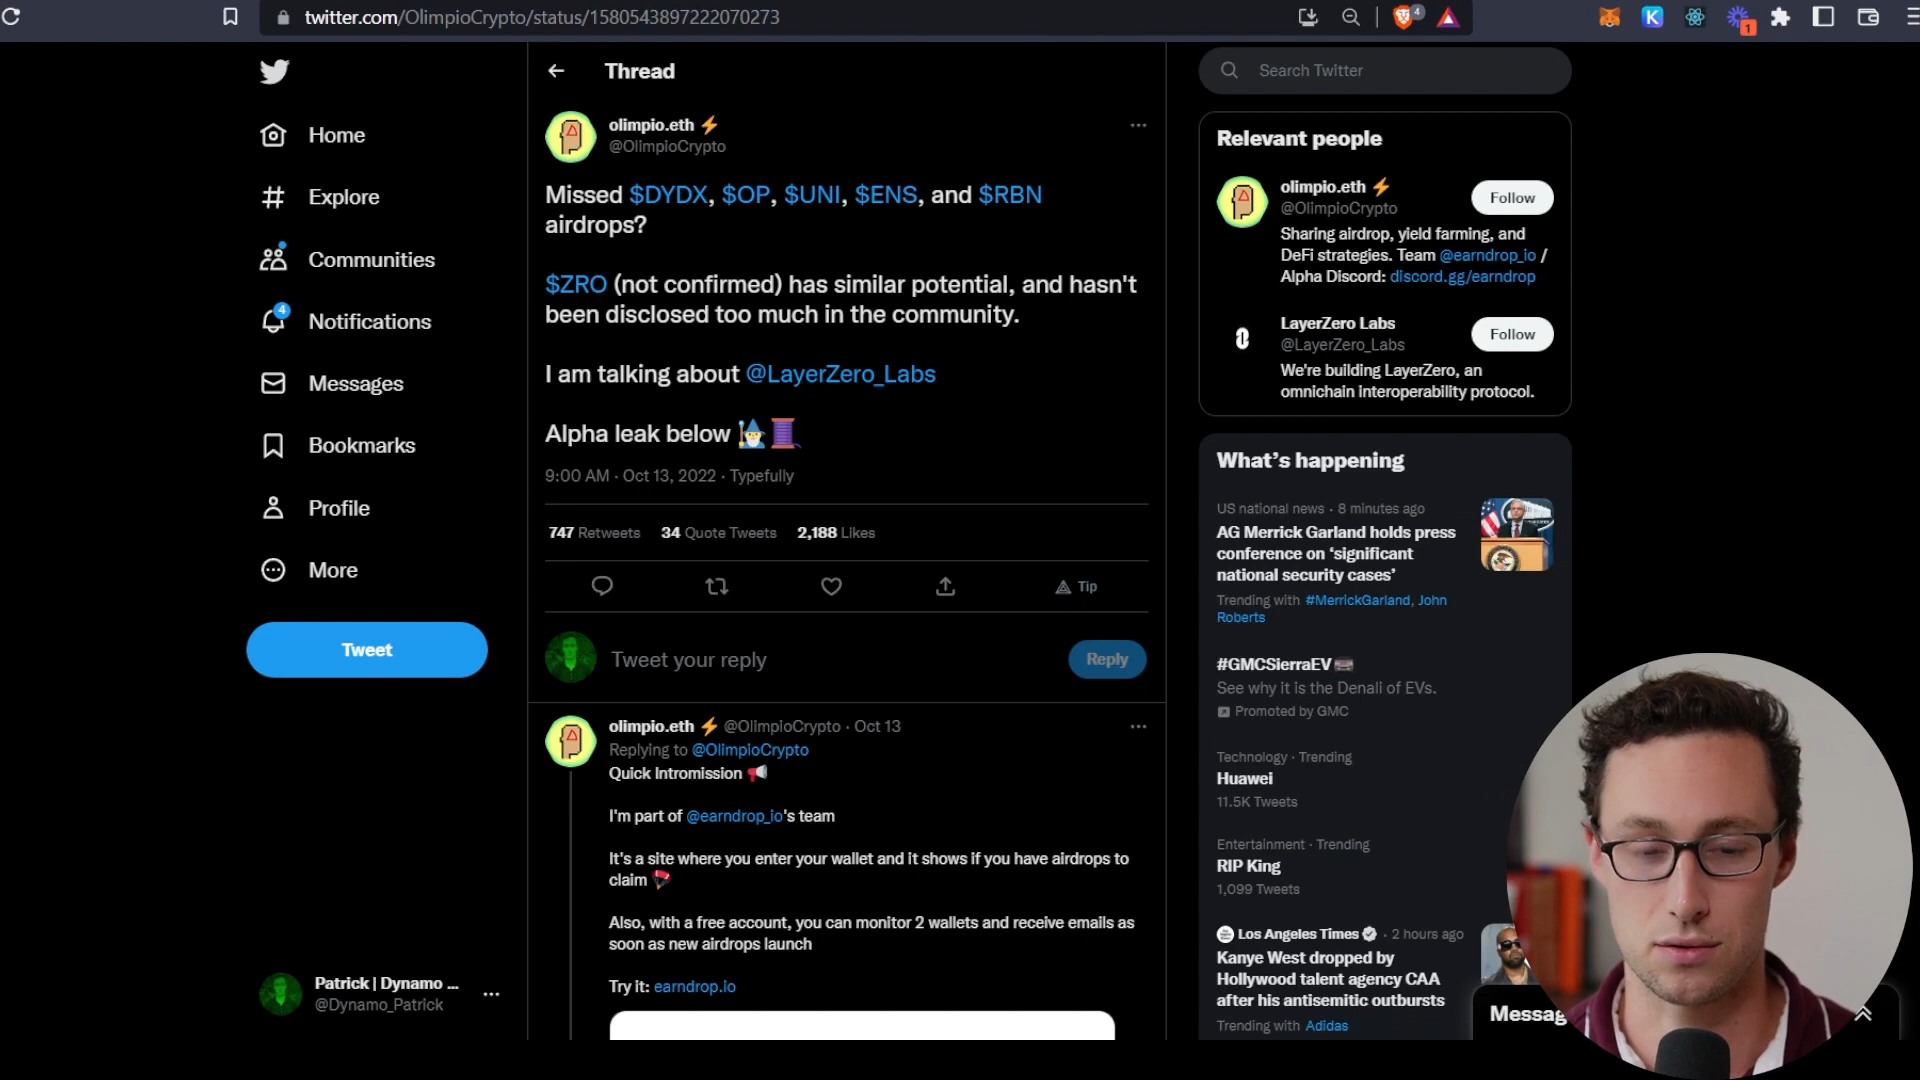 twitter.com/OlimpioCrypto/status/1580543897222070273
4
K
1
Home
Explore
Communities
4
Notifications
Messages
Bookmarks
Profile
More
Tweet
Patrick | Dynamo ...
@Dynamo_Patrick
Thread
olimpio.eth⚡
@OlimpioCrypto
Missed $DYDX, $OP, $UNI, $ENS, and $RBN
airdrops?
$ZRO (not confirmed) has similar potential, and hasn't
been disclosed too much in the community.
I am talking about @LayerZero_Labs
Alpha leak below 🧙‍♂️🧵
9:00 AM · Oct 13, 2022 · Typefully
747 Retweets 34 Quote Tweets 2,188 Likes
Tip
Tweet your reply
Reply
olimpio.eth⚡ @OlimpioCrypto · Oct 13
Replying to @OlimpioCrypto
Quick Intromission 📢
I'm part of @earndrop_io's team
It's a site where you enter your wallet and it shows if you have airdrops to
claim 🪂
Also, with a free account, you can monitor 2 wallets and receive emails as
soon as new airdrops launch
Try it: earndrop.io
Search Twitter
Relevant people
olimpio.eth⚡
@OlimpioCrypto
Follow
Sharing airdrop, yield farming, and
DeFi strategies. Team @earndrop_io /
Alpha Discord: discord.gg/earndrop
LayerZero Labs
@LayerZero_Labs
Follow
We're building LayerZero, an
omnichain interoperability protocol.
What's happening
US national news · 8 minutes ago
AG Merrick Garland holds press
conference on 'significant
national security cases'
Trending with #MerrickGarland, John
Roberts
#GMCSierraEV
See why it is the Denali of EVs.
Promoted by GMC
Technology · Trending
Huawei
11.5K Tweets
Entertainment · Trending
RIP King
1,099 Tweets
Los Angeles Times · 2 hours ago
Kanye West dropped by
Hollywood talent agency CAA
after his antisemitic outbursts
Trending with Adidas
Messag